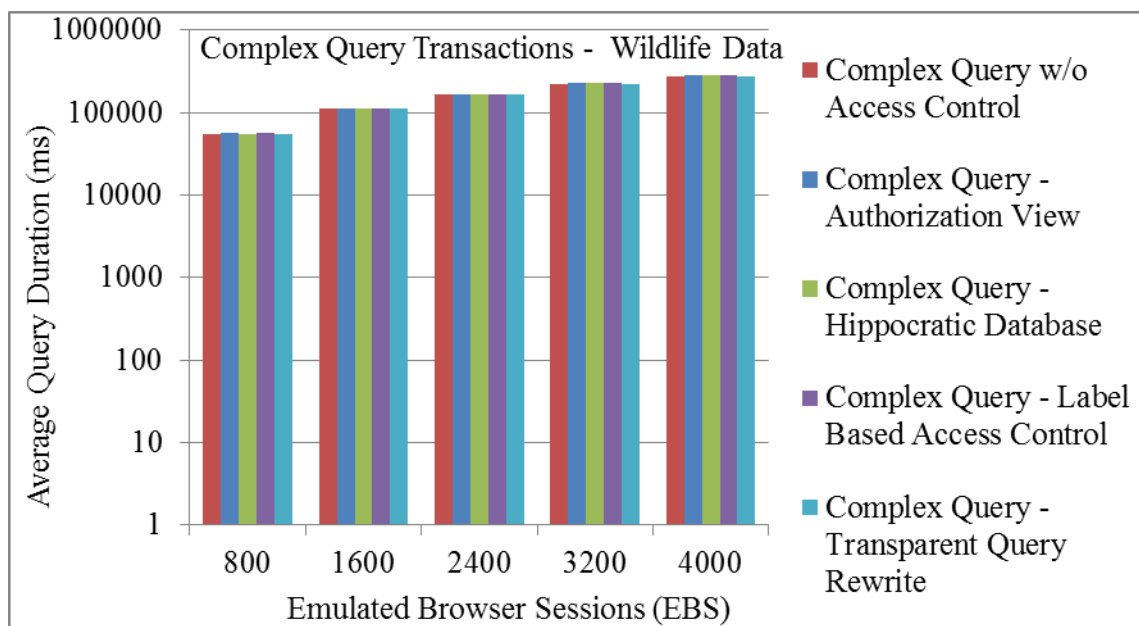 Complex Query Transactions -  Wildlife Data
Average Query Duration (ms)
1000000
100000
10000
1000
100
10
1
800
1600
2400
3200
4000
Emulated Browser Sessions (EBS)
Complex Query w/o
Access Control
Complex Query -
Authorization View
Complex Query -
Hippocratic Database
Complex Query - Label
Based Access Control
Complex Query -
Transparent Query
Rewrite